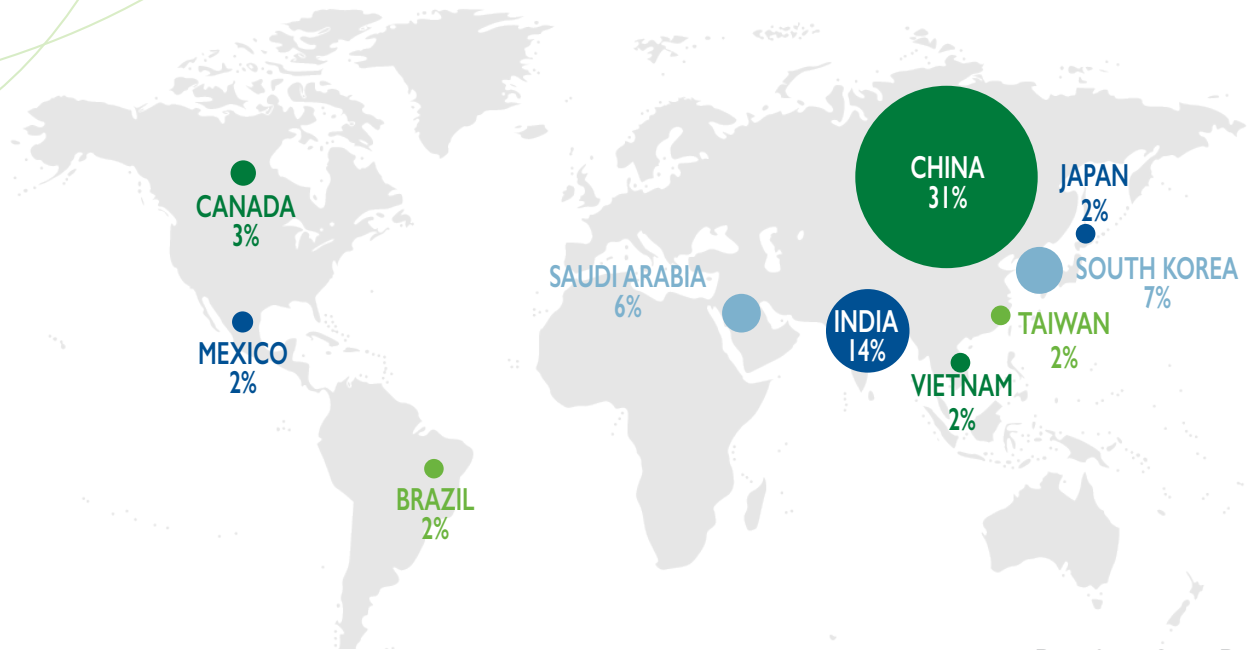 CHINA
31%
JAPAN
2%
CANADA
3%
SAUDI ARABIA
6%
SOUTH KOREA
7%
INDIA
14%
TAIWAN
2%
MEXICO
2%
VIETNAM
2%
BRAZIL
2%